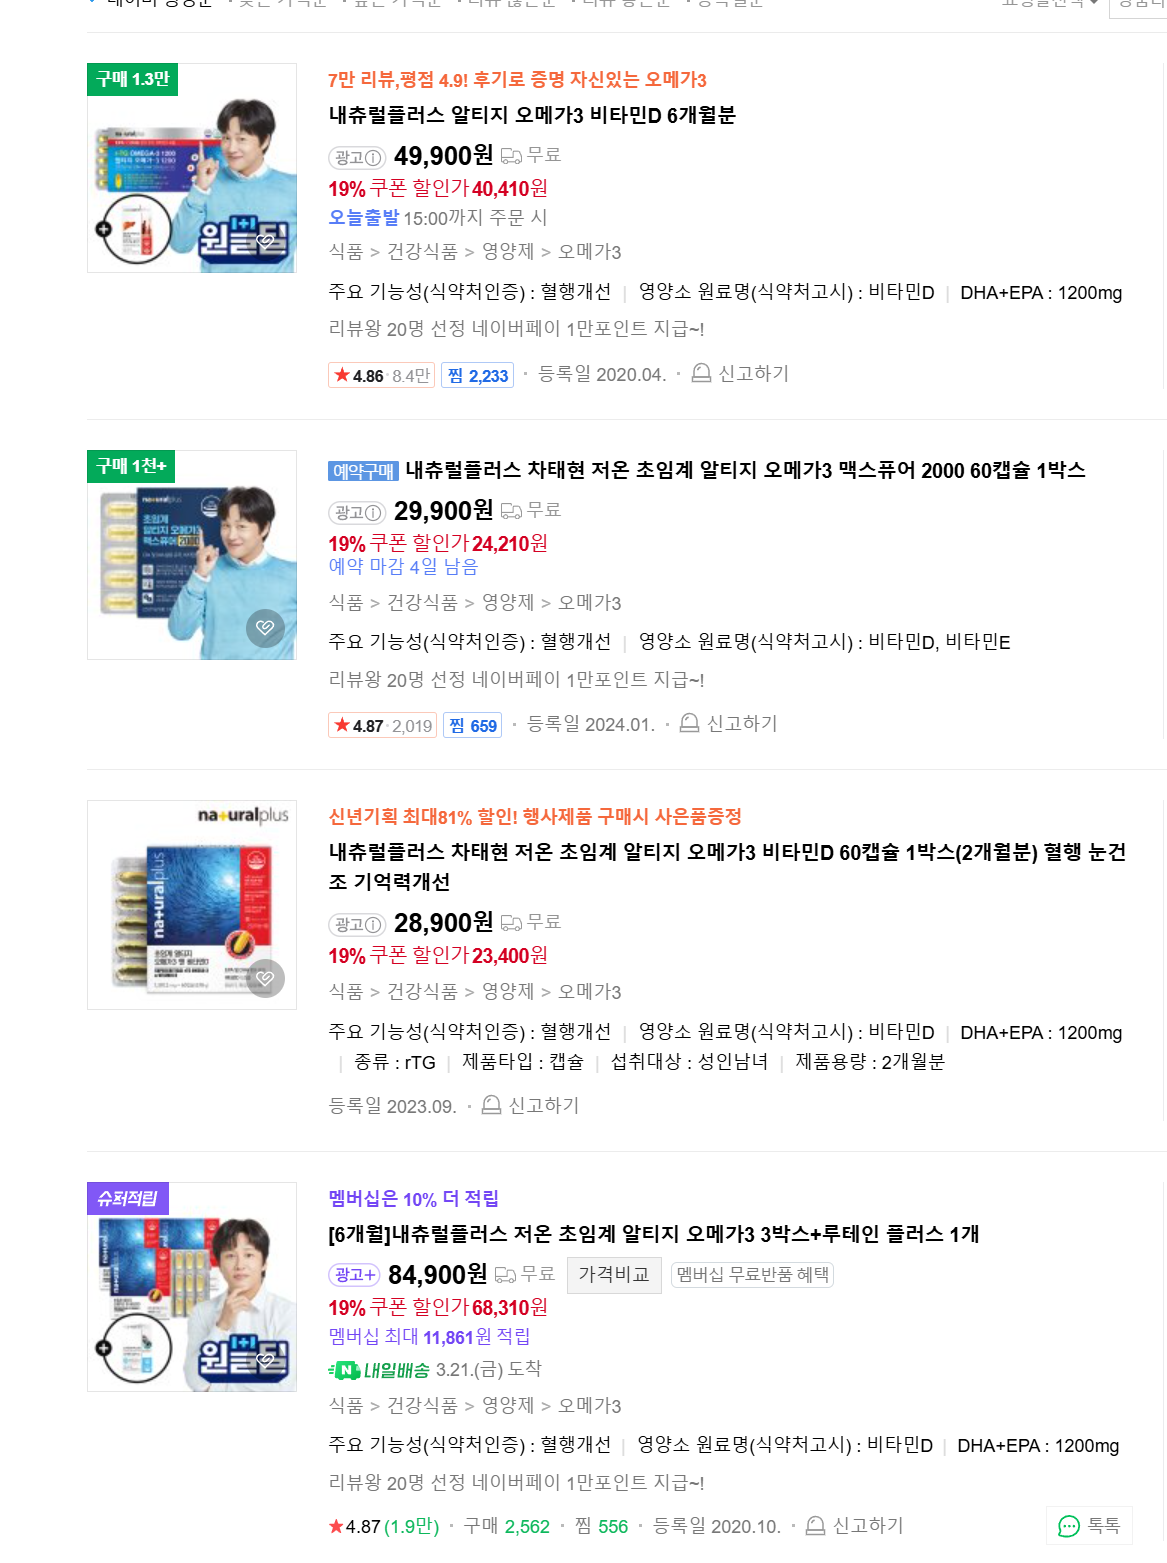 구매 1.3만
7만 리뷰,평점 4.9! 후기로 증명 자신있는 오메가3
내츄럴플러스 알티지 오메가3 비타민D 6개월분
광고 49,900원 무료
19% 쿠폰 할인가 40,410원
오늘출발 15:00까지 주문 시
식품 > 건강식품 > 영양제 > 오메가3
주요 기능성(식약처인증) : 혈행개선 | 영양소 원료명(식약처고시) : 비타민D | DHA+EPA : 1200mg
리뷰왕 20명 선정 네이버페이 1만포인트 지급~!
★ 4.86 · 8.4만 찜 2,233 · 등록일 2020.04. · 신고하기
구매 1천+
예약구매 내츄럴플러스 차태현 저온 초임계 알티지 오메가3 맥스퓨어 2000 60캡슐 1박스
광고 29,900원 무료
19% 쿠폰 할인가 24,210원
예약 마감 4일 남음
식품 > 건강식품 > 영양제 > 오메가3
주요 기능성(식약처인증) : 혈행개선 | 영양소 원료명(식약처고시) : 비타민D, 비타민E
리뷰왕 20명 선정 네이버페이 1만포인트 지급~!
★ 4.87 · 2,019 찜 659 · 등록일 2024.01. · 신고하기
na+uralplus
신년기획 최대81% 할인! 행사제품 구매시 사은품증정
내츄럴플러스 차태현 저온 초임계 알티지 오메가3 비타민D 60캡슐 1박스(2개월분) 혈행 눈건
조 기억력개선
광고 28,900원 무료
19% 쿠폰 할인가 23,400원
식품 > 건강식품 > 영양제 > 오메가3
주요 기능성(식약처인증) : 혈행개선 | 영양소 원료명(식약처고시) : 비타민D | DHA+EPA : 1200mg
| 종류 : rTG | 제품타입 : 캡슐 | 섭취대상 : 성인남녀 | 제품용량 : 2개월분
등록일 2023.09. · 신고하기
슈퍼적립
멤버십은 10% 더 적립
[6개월]내츄럴플러스 저온 초임계 알티지 오메가3 3박스+루테인 플러스 1개
광고+ 84,900원 무료 가격비교 멤버십 무료반품 혜택
19% 쿠폰 할인가 68,310원
멤버십 최대 11,861원 적립
N 내일배송 3.21.(금) 도착
식품 > 건강식품 > 영양제 > 오메가3
주요 기능성(식약처인증) : 혈행개선 | 영양소 원료명(식약처고시) : 비타민D | DHA+EPA : 1200mg
리뷰왕 20명 선정 네이버페이 1만포인트 지급~!
★4.87 (1.9만) · 구매 2,562 · 찜 556 · 등록일 2020.10. · 신고하기
톡톡